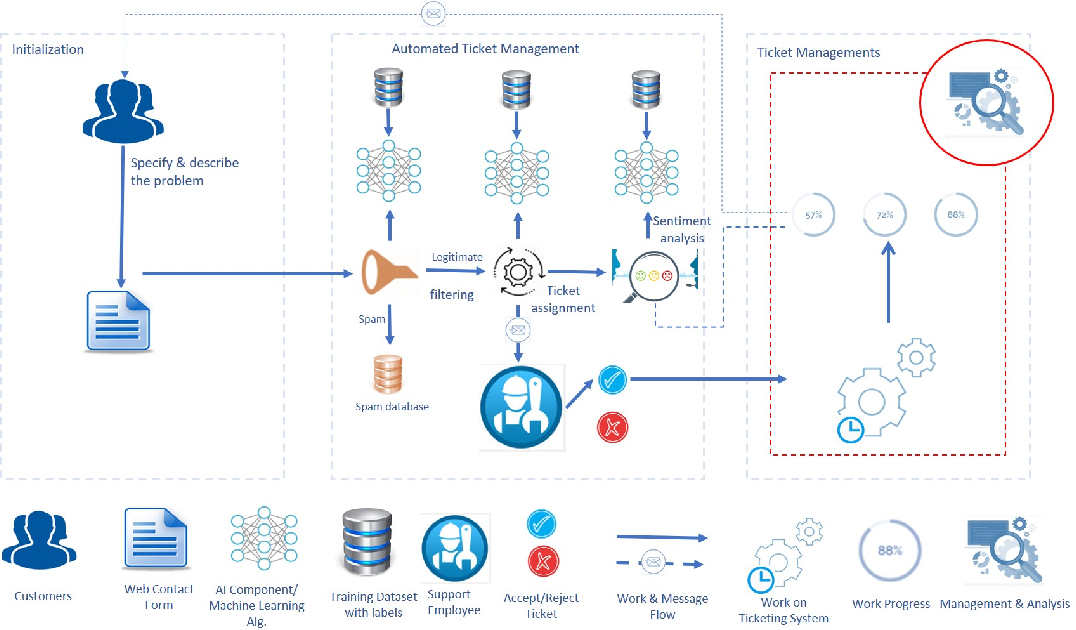 Initialization
Automated Ticket Management
Ticket Managements
Specify & describe
the problem
Sentiment
analysis
57%
72%
88%
Legitimate
filtering
Ticket
assignment
Spam
Spam database
88%
Customers
Web Contact
Form
AI Component/
Machine Learning
Alg.
Training Dataset
with labels
Support
Employee
Accept/Reject
Ticket
Work & Message
Flow
Work on
Ticketing System
Work Progress
Management & Analysis